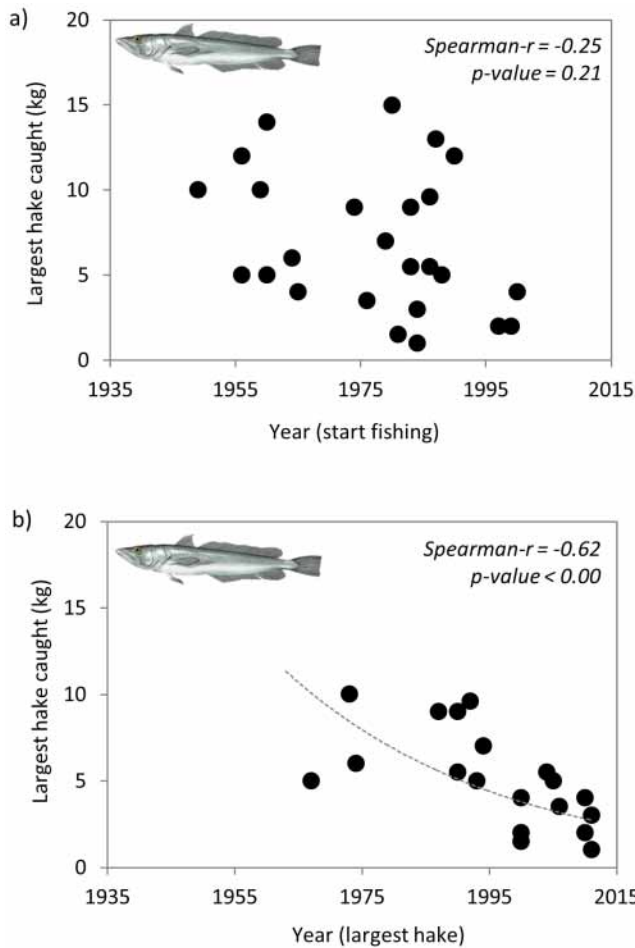 a)
20
Spearman-r = -0.25
p-value = 0.21
15
10
5
0
Largest hake caught (kg)
1935 1955 1975 1995 2015
Year (start fishing)
b)
20
Spearman-r = -0.62
p-value < 0.00
15
10
5
0
Largest hake caught (kg)
1935 1955 1975 1995 2015
Year (largest hake)